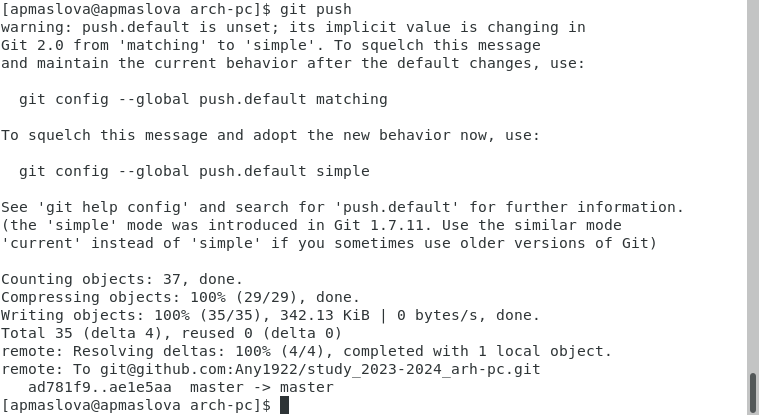 [apmaslova@apmaslova arch-pc]$ git push
warning: push.default is unset; its implicit value is changing in
Git 2.0 from 'matching' to 'simple'. To squelch this message
and maintain the current behavior after the default changes, use:

  git config --global push.default matching

To squelch this message and adopt the new behavior now, use:

  git config --global push.default simple

See 'git help config' and search for 'push.default' for further information.
(the 'simple' mode was introduced in Git 1.7.11. Use the similar mode
'current' instead of 'simple' if you sometimes use older versions of Git)

Counting objects: 37, done.
Compressing objects: 100% (29/29), done.
Writing objects: 100% (35/35), 342.13 KiB | 0 bytes/s, done.
Total 35 (delta 4), reused 0 (delta 0)
remote: Resolving deltas: 100% (4/4), completed with 1 local object.
remote: To git@github.com:Any1922/study_2023-2024_arh-pc.git
   ad781f9..ae1e5aa  master -> master
[apmaslova@apmaslova arch-pc]$